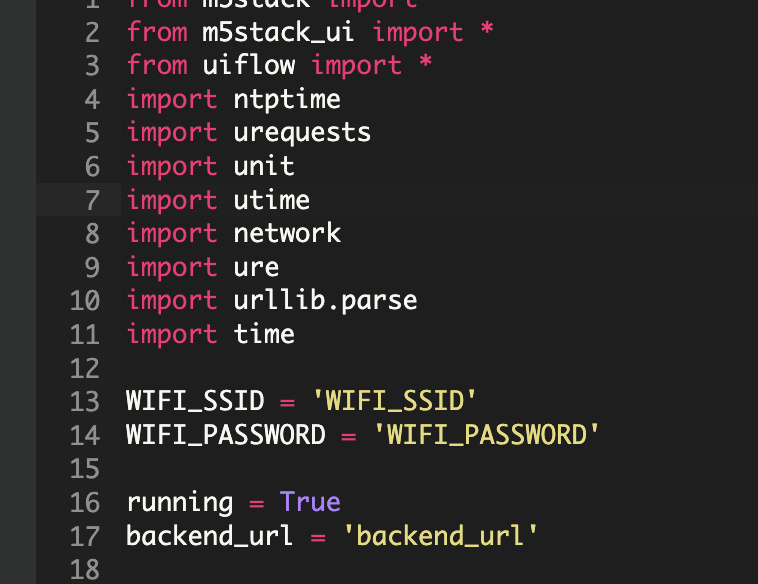 1 from m5stack import *
2 from m5stack_ui import *
3 from uiflow import *
4 import ntptime
5 import urequests
6 import unit
7 import utime
8 import network
9 import ure
10 import urllib.parse
11 import time
12
13 WIFI_SSID = 'WIFI_SSID'
14 WIFI_PASSWORD = 'WIFI_PASSWORD'
15
16 running = True
17 backend_url = 'backend_url'
18